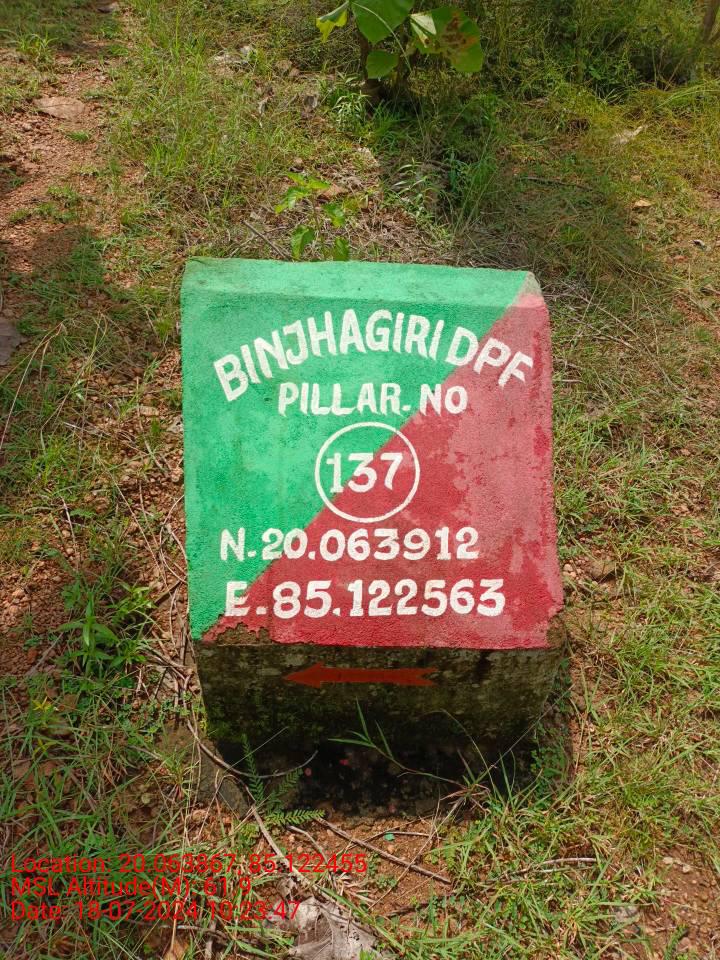 BINJHAGIRI DPF
PILLAR. NO
137
N.20.063912
E.85.122563
Location: 20.063867, 85.122455
MSL Altitude(M): 61.9
Date: 18-07-2024 10:23:47